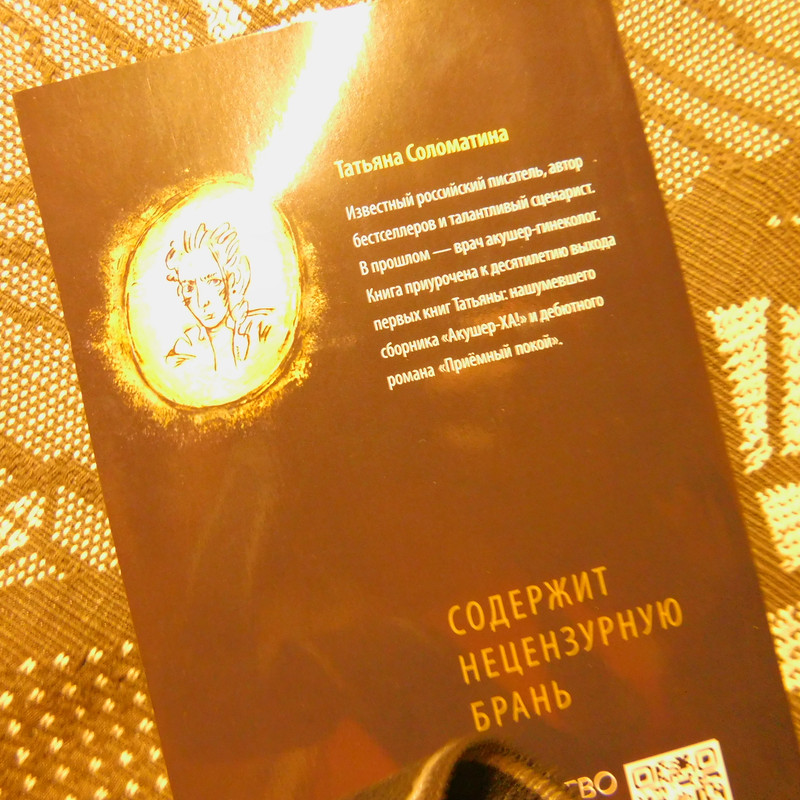 Татьяна Соломатина
Известный российский писатель, автор
бестселлеров и талантливый сценарист.
В прошлом — врач акушер-гинеколог.
Книга приурочена к десятилетию выхода
первых книг Татьяны: нашумевшего
сборника «Акушер-ХА!» и дебютного
романа «Приёмный покой».
СОДЕРЖИТ
НЕЦЕНЗУРНУЮ
БРАНЬ